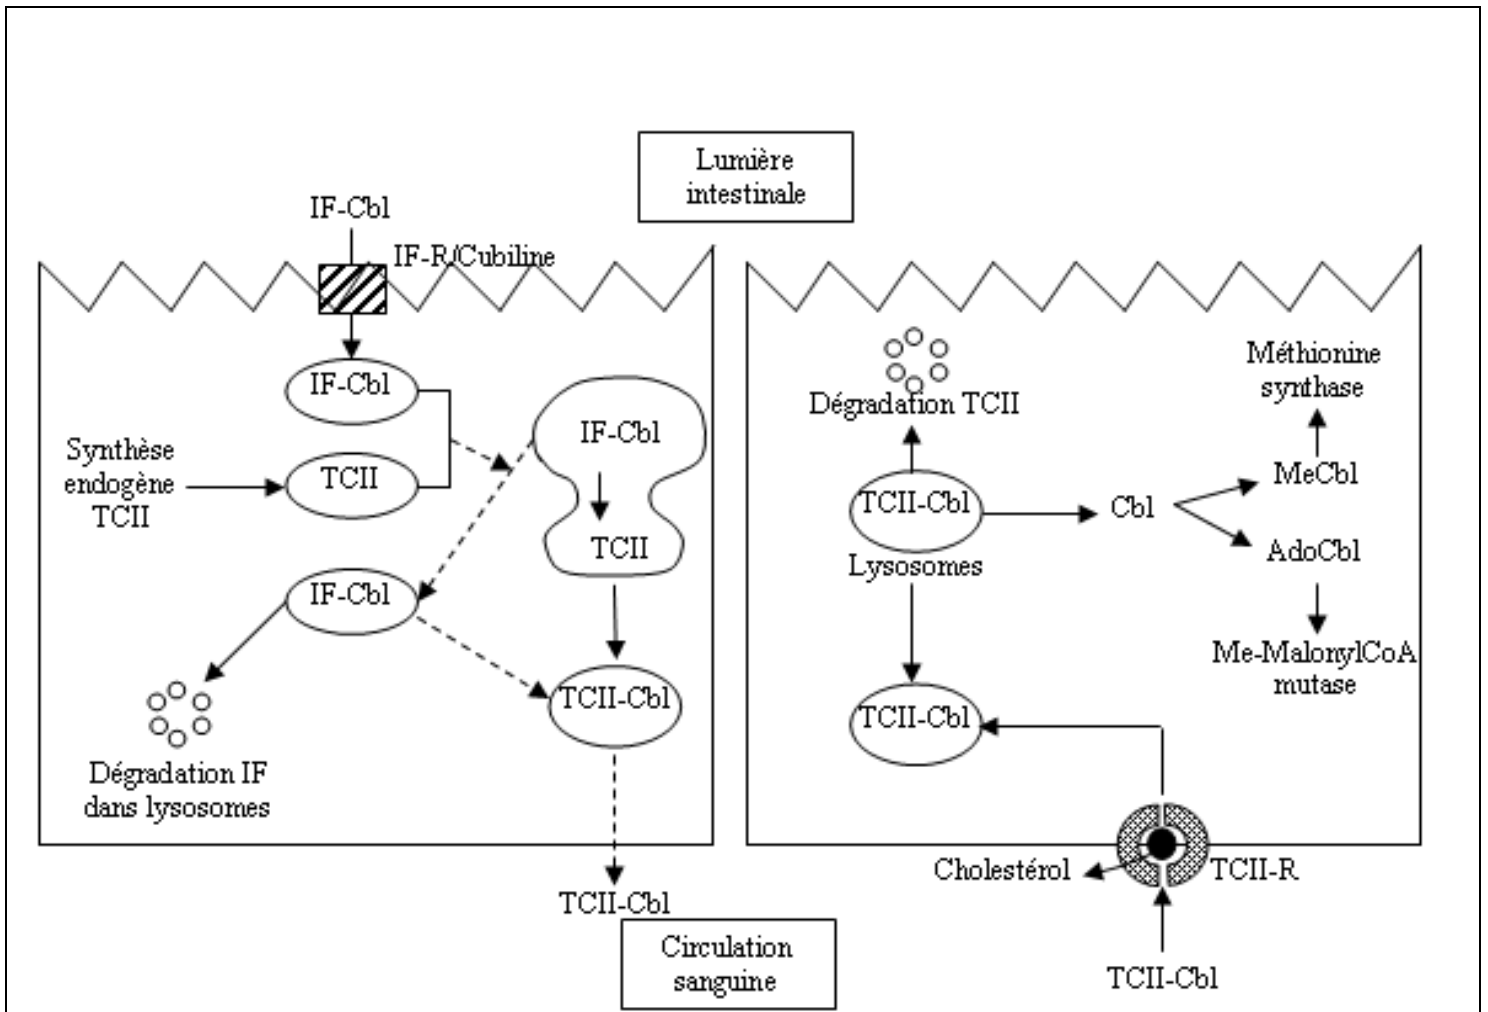 Lumière
intestinale
IF-Cbl
IF-R/Cubiline
IF-Cbl
IF-Cbl
Synthèse
endogène
TCII
TCII
TCII
IF-Cbl
TCII-Cbl
Dégradation IF
dans lysosomes
TCII-Cbl
Circulation
sanguine
Dégradation TCII
Méthionine
synthase
TCII-Cbl
Lysosomes
Cbl
MeCbl
AdoCbl
Me-MalonylCoA
mutase
TCII-Cbl
Cholestérol
TCII-R
TCII-Cbl